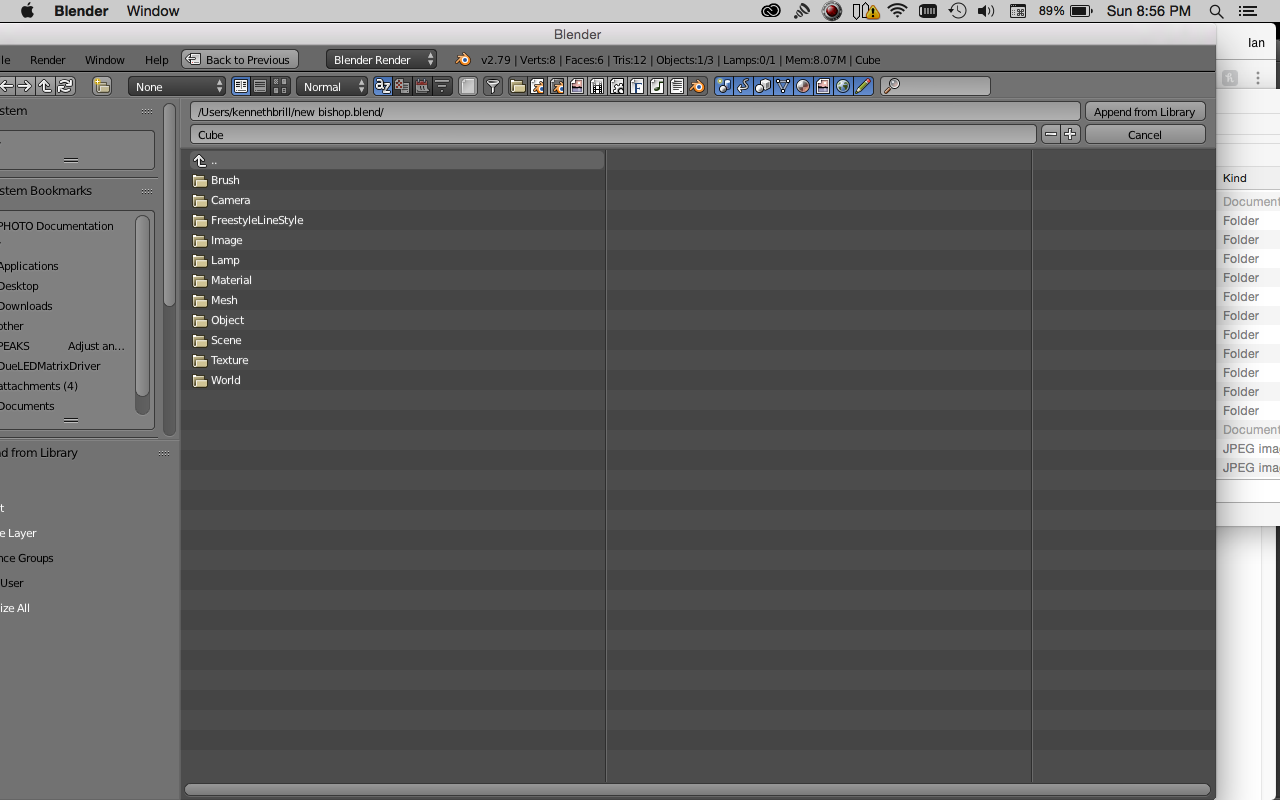 Blender Window 89% Sun 8:56 PM
Blender
Ian
le Render Window Help Back to Previous Blender Render v2.79 | Verts:8 | Faces:6 | Tris:12 | Objects:1/3 | Lamps:0/1 | Mem:8.07M | Cube
None Normal
stem
/Users/kennethbrill/new bishop.blend/ Append from Library
Cube Cancel
..
Brush
Camera
FreestyleLineStyle
Image
Lamp
Material
Mesh
Object
Scene
Texture
World
stem Bookmarks
PHOTO Documentation
Applications
Desktop
Downloads
other
PEAKS Adjust an...
DueLEDMatrixDriver
attachments (4)
Documents
d from Library
t
e Layer
nce Groups
User
ize All
Kind
Document
Folder
Folder
Folder
Folder
Folder
Folder
Folder
Folder
Folder
Folder
Folder
Document
JPEG ima
JPEG ima